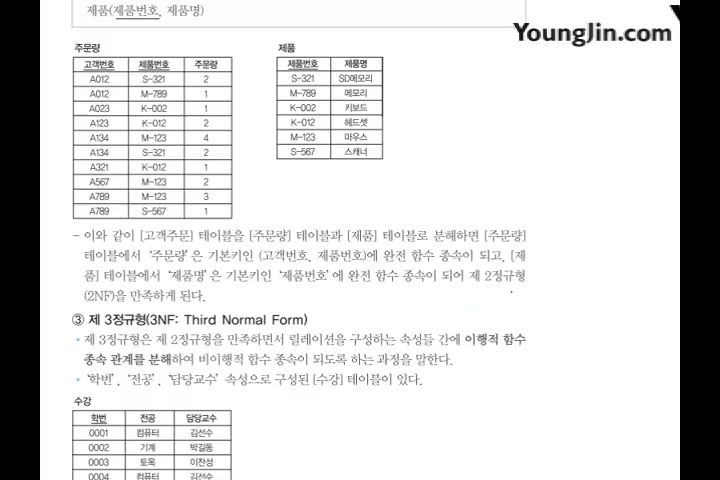 제품(제품번호, 제품명)
YoungJin.com
주문량
고객번호 제품번호 주문량
A012 S-321 2
A012 M-789 1
A023 K-002 1
A123 K-012 2
A134 M-123 4
A134 S-321 2
A321 K-012 1
A567 M-123 2
A789 M-123 3
A789 S-567 1
제품
제품번호 제품명
S-321 SD메모리
M-789 메모리
K-002 키보드
K-012 헤드셋
M-123 마우스
S-567 스캐너
- 이와 같이 [고객주문] 테이블을 [주문량] 테이블과 [제품] 테이블로 분해하면 [주문량]
테이블에서 ‘주문량’은 기본키인 (고객번호, 제품번호)에 완전 함수 종속이 되고, [제
품] 테이블에서 ‘제품명’은 기본키인 ‘제품번호’에 완전 함수 종속이 되어 제 2정규형
(2NF)을 만족하게 된다.
③ 제 3정규형(3NF: Third Normal Form)
• 제 3정규형은 제 2정규형을 만족하면서 릴레이션을 구성하는 속성들 간에 이행적 함수
종속 관계를 분해하여 비이행적 함수 종속이 되도록 하는 과정을 말한다.
• ‘학번’, ‘전공’, ‘담당교수’ 속성으로 구성된 [수강] 테이블이 있다.
수강
학번 전공 담당교수
0001 컴퓨터 김선수
0002 기계 박길동
0003 토목 이찬성
0004 컴퓨터 김선수